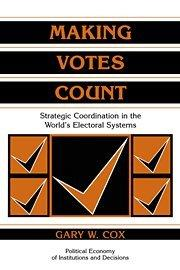 MAKING
VOTES
COUNT
Strategic Coordination in the
World's Electoral Systems
GARY W. COX
Political Economy
of Institutions and Decisions